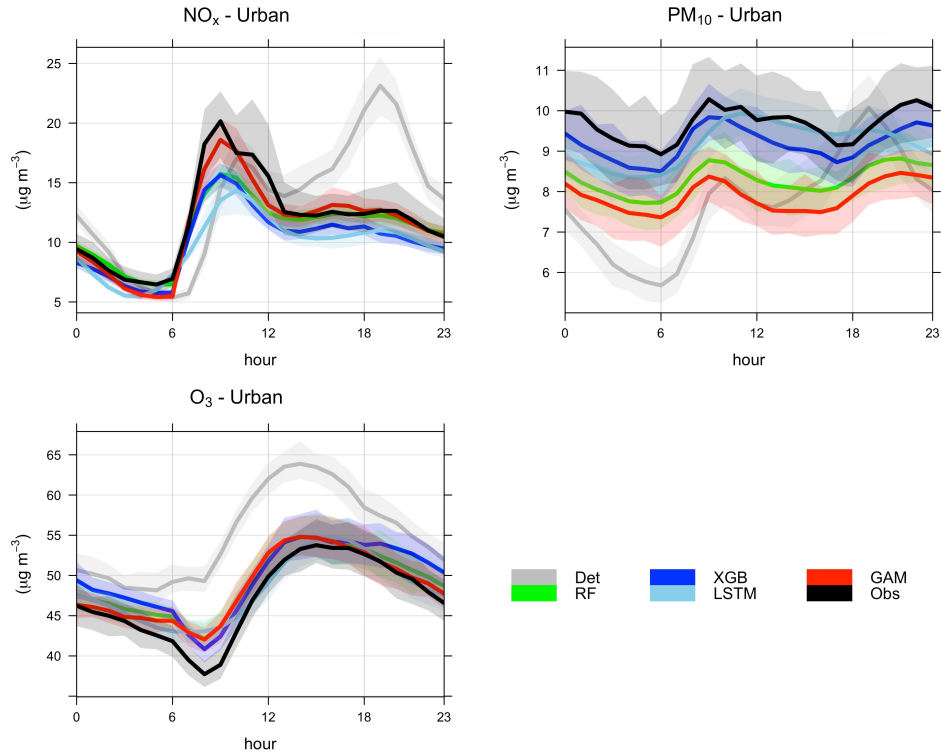 NOₓ - Urban
(µg m⁻³)
25
20
15
10
5
0 6 12 18 23
hour
PM₁₀ - Urban
(µg m⁻³)
11
10
9
8
7
6
0 6 12 18 23
hour
O₃ - Urban
(µg m⁻³)
65
60
55
50
45
40
0 6 12 18 23
hour
Det XGB GAM
RF LSTM Obs